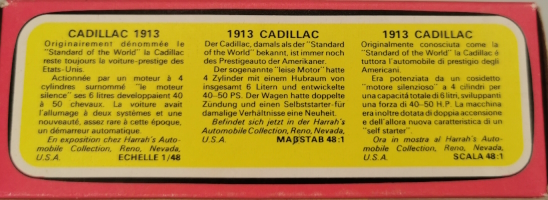 CADILLAC 1913
Originairement dénommée le
"Standard of the World" la Cadillac
reste toujours la voiture-prestige des
Etats-Unis.
Actionnée par un moteur à 4
cylindres surnommé "le moteur
silence" ses 6 litres developpaient 40
à 50 chevaux. La voiture avait
l'allumage à deux systèmes et une
nouveauté, assez rare à cette époque,
un démarreur automatique.
En exposition chez Harrah's Auto-
mobile Collection, Reno, Nevada,
U.S.A. ECHELLE 1/48
1913 CADILLAC
Der Cadillac, damals als der "Standard
of the World" bekannt, ist immer noch
des Prestigeauto der Amerikaner.
Der sogenannte "leise Motor" hatte
4 Zylinder mit einem Hubraum von
insgesamt 6 Litern und entwickelte
40-50 PS. Der Wagen hatte doppelte
Zündung und einen Selbststarter-für
damalige Verhältnisse eine Neuheit.
Befindet sich jetzt in der Harrah's
Automobile Collection, Reno, Nevada,
U.S.A. MAßSTAB 48:1
1913 CADILLAC
Originalmente conosciuta come la
"Standard of the World" la Cadillac é
tuttora l'automobile di prestigio degli
Americani.
Era potenziata da un cosidetto
"motore silenzioso" a 4 cilindri per
una capacità totale di 6 litri, sviluppanti
una forza di 40-50 H.P. La macchina
era inoltre dotata di doppia accensione
e dell'allora nuova caratteristica di un
"self starter".
Ora in mostra al Harrah's Auto-
mobile Collection, Reno, Nevada,
U.S.A. SCALA 48:1